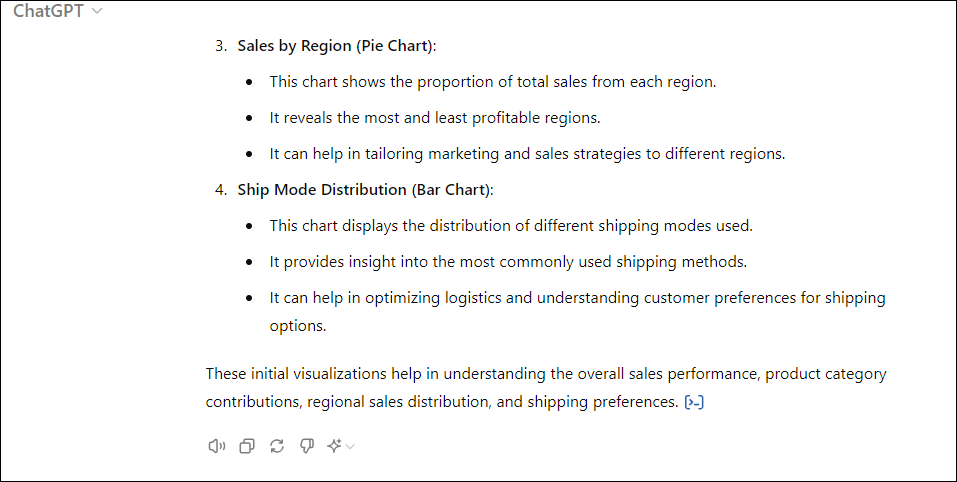 ChatGPT
3. Sales by Region (Pie Chart):
• This chart shows the proportion of total sales from each region.
• It reveals the most and least profitable regions.
• It can help in tailoring marketing and sales strategies to different regions.
4. Ship Mode Distribution (Bar Chart):
• This chart displays the distribution of different shipping modes used.
• It provides insight into the most commonly used shipping methods.
• It can help in optimizing logistics and understanding customer preferences for shipping
options.
These initial visualizations help in understanding the overall sales performance, product category
contributions, regional sales distribution, and shipping preferences.